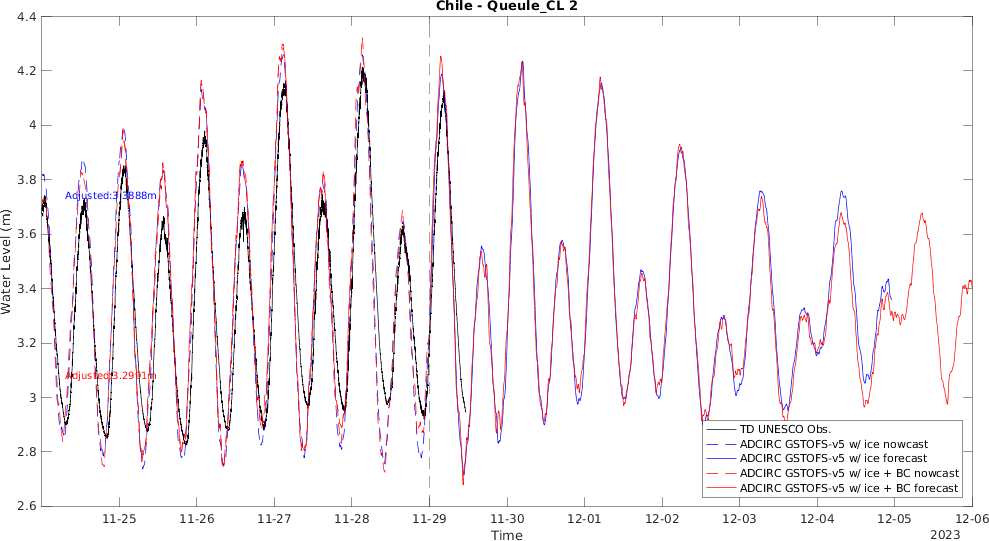 Chile - Queule_CL 2
4.4
4.2
4
3.8
3.6
3.4
3.2
3
2.8
2.6
Water Level (m)
Adjusted:3.3888m
Adjusted:3.2991m
TD UNESCO Obs.
ADCIRC GSTOFS-v5 w/ ice nowcast
ADCIRC GSTOFS-v5 w/ ice forecast
ADCIRC GSTOFS-v5 w/ ice + BC nowcast
ADCIRC GSTOFS-v5 w/ ice + BC forecast
11-25 11-26 11-27 11-28 11-29 11-30 12-01 12-02 12-03 12-04 12-05 12-06
Time
2023